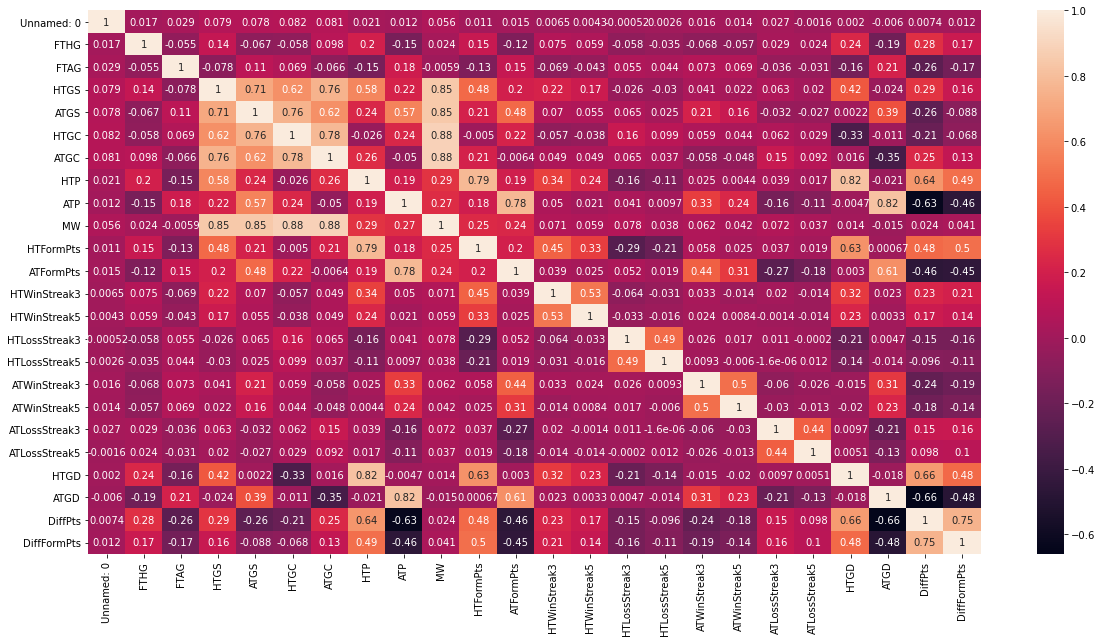 Unnamed: 0 1 0.017 0.029 0.079 0.078 0.082 0.081 0.021 0.012 0.056 0.011 0.015 0.0065 0.0043 -0.00052 0.0026 0.016 0.014 0.027 -0.0016 0.002 -0.006 0.0074 0.012
FTHG 0.017 1 -0.055 0.14 -0.067 -0.058 0.098 0.2 -0.15 0.024 0.15 -0.12 0.075 0.059 -0.058 -0.035 -0.068 -0.057 0.029 0.024 0.24 -0.19 0.28 0.17
FTAG 0.029 -0.055 1 -0.078 0.11 0.069 -0.066 -0.15 0.18 -0.0059 -0.13 0.15 -0.069 -0.043 0.055 0.044 0.073 0.069 -0.036 -0.031 -0.16 0.21 -0.26 -0.17
HTGS 0.079 0.14 -0.078 1 0.71 0.62 0.76 0.58 0.22 0.85 0.48 0.2 0.22 0.17 -0.026 -0.03 0.041 0.022 0.063 0.02 0.42 -0.024 0.29 0.16
ATGS 0.078 -0.067 0.11 0.71 1 0.76 0.62 0.24 0.57 0.85 0.21 0.48 0.07 0.055 0.065 0.025 0.21 0.16 -0.032 -0.027 0.0022 0.39 -0.26 -0.088
HTGC 0.082 -0.058 0.069 0.62 0.76 1 0.78 -0.026 0.24 0.88 -0.005 0.22 -0.057 -0.038 0.16 0.099 0.059 0.044 0.062 0.029 -0.33 -0.011 -0.21 -0.068
ATGC 0.081 0.098 -0.066 0.76 0.62 0.78 1 0.26 -0.05 0.88 0.21 -0.0064 0.049 0.049 0.065 0.037 -0.058 -0.048 0.15 0.092 0.016 -0.35 0.25 0.13
HTP 0.021 0.2 -0.15 0.58 0.24 -0.026 0.26 1 0.19 0.29 0.79 0.19 0.34 0.24 -0.16 -0.11 0.025 0.0044 0.039 0.017 0.82 -0.021 0.64 0.49
ATP 0.012 -0.15 0.18 0.22 0.57 0.24 -0.05 0.19 1 0.27 0.18 0.78 0.05 0.021 0.041 0.0097 0.33 0.24 -0.16 -0.11 -0.0047 0.82 -0.63 -0.46
MW 0.056 0.024 -0.0059 0.85 0.85 0.88 0.88 0.29 0.27 1 0.25 0.24 0.071 0.059 0.078 0.038 0.062 0.042 0.072 0.037 0.014 -0.015 0.024 0.041
HTFormPts 0.011 0.15 -0.13 0.48 0.21 -0.005 0.21 0.79 0.18 0.25 1 0.2 0.45 0.33 -0.29 -0.21 0.058 0.025 0.037 0.019 0.63 0.00067 0.48 0.5
ATFormPts 0.015 -0.12 0.15 0.2 0.48 0.22 -0.0064 0.19 0.78 0.24 0.2 1 0.039 0.025 0.052 0.019 0.44 0.31 -0.27 -0.18 0.003 0.61 -0.46 -0.45
HTWinStreak3 0.0065 0.075 -0.069 0.22 0.07 -0.057 0.049 0.34 0.05 0.071 0.45 0.039 1 0.53 -0.064 -0.031 0.033 -0.014 0.02 -0.014 0.32 0.023 0.23 0.21
HTWinStreak5 0.0043 0.059 -0.043 0.17 0.055 -0.038 0.049 0.24 0.021 0.059 0.33 0.025 0.53 1 -0.033 -0.016 0.024 0.0084 -0.0014 -0.014 0.23 0.0033 0.17 0.14
HTLossStreak3 -0.00052 -0.058 0.055 -0.026 0.065 0.16 0.065 -0.16 0.041 0.078 -0.29 0.052 -0.064 -0.033 1 0.49 0.026 0.017 0.011 -0.0002 -0.21 0.0047 -0.15 -0.16
HTLossStreak5 0.0026 -0.035 0.044 -0.03 0.025 0.099 0.037 -0.11 0.0097 0.038 -0.21 0.019 -0.031 -0.016 0.49 1 0.0093 -0.006 -1.6e-06 0.012 -0.14 -0.014 -0.096 -0.11
ATWinStreak3 0.016 -0.068 0.073 0.041 0.21 0.059 -0.058 0.025 0.33 0.062 0.058 0.44 0.033 0.024 0.026 0.0093 1 0.5 -0.06 -0.026 -0.015 0.31 -0.24 -0.19
ATWinStreak5 0.014 -0.057 0.069 0.022 0.16 0.044 -0.048 0.0044 0.24 0.042 0.025 0.31 -0.014 0.0084 0.017 -0.006 0.5 1 -0.03 -0.013 -0.02 0.23 -0.18 -0.14
ATLossStreak3 0.027 0.029 -0.036 0.063 -0.032 0.062 0.15 0.039 -0.16 0.072 0.037 -0.27 0.02 -0.0014 0.011 -1.6e-06 -0.06 -0.03 1 0.44 0.0097 -0.21 0.15 0.16
ATLossStreak5 -0.0016 0.024 -0.031 0.02 -0.027 0.029 0.092 0.017 -0.11 0.037 0.019 -0.18 -0.014 -0.014 -0.0002 0.012 -0.026 -0.013 0.44 1 0.0051 -0.13 0.098 0.1
HTGD 0.002 0.24 -0.16 0.42 0.0022 -0.33 0.016 0.82 -0.0047 0.014 0.63 0.003 0.32 0.23 -0.21 -0.14 -0.015 -0.02 0.0097 0.0051 1 -0.018 0.66 0.48
ATGD -0.006 -0.19 0.21 -0.024 0.39 -0.011 -0.35 -0.021 0.82 -0.015 0.00067 0.61 0.023 0.0033 0.0047 -0.014 0.31 0.23 -0.21 -0.13 -0.018 1 -0.66 -0.48
DiffPts 0.0074 0.28 -0.26 0.29 -0.26 -0.21 0.25 0.64 -0.63 0.024 0.48 -0.46 0.23 0.17 -0.15 -0.096 -0.24 -0.18 0.15 0.098 0.66 -0.66 1 0.75
DiffFormPts 0.012 0.17 -0.17 0.16 -0.088 -0.068 0.13 0.49 -0.46 0.041 0.5 -0.45 0.21 0.14 -0.16 -0.11 -0.19 -0.14 0.16 0.1 0.48 -0.48 0.75 1
Unnamed: 0
FTHG
FTAG
HTGS
ATGS
HTGC
ATGC
HTP
ATP
MW
HTFormPts
ATFormPts
HTWinStreak3
HTWinStreak5
HTLossStreak3
HTLossStreak5
ATWinStreak3
ATWinStreak5
ATLossStreak3
ATLossStreak5
HTGD
ATGD
DiffPts
DiffFormPts
1.0
0.8
0.6
0.4
0.2
0.0
−0.2
−0.4
−0.6